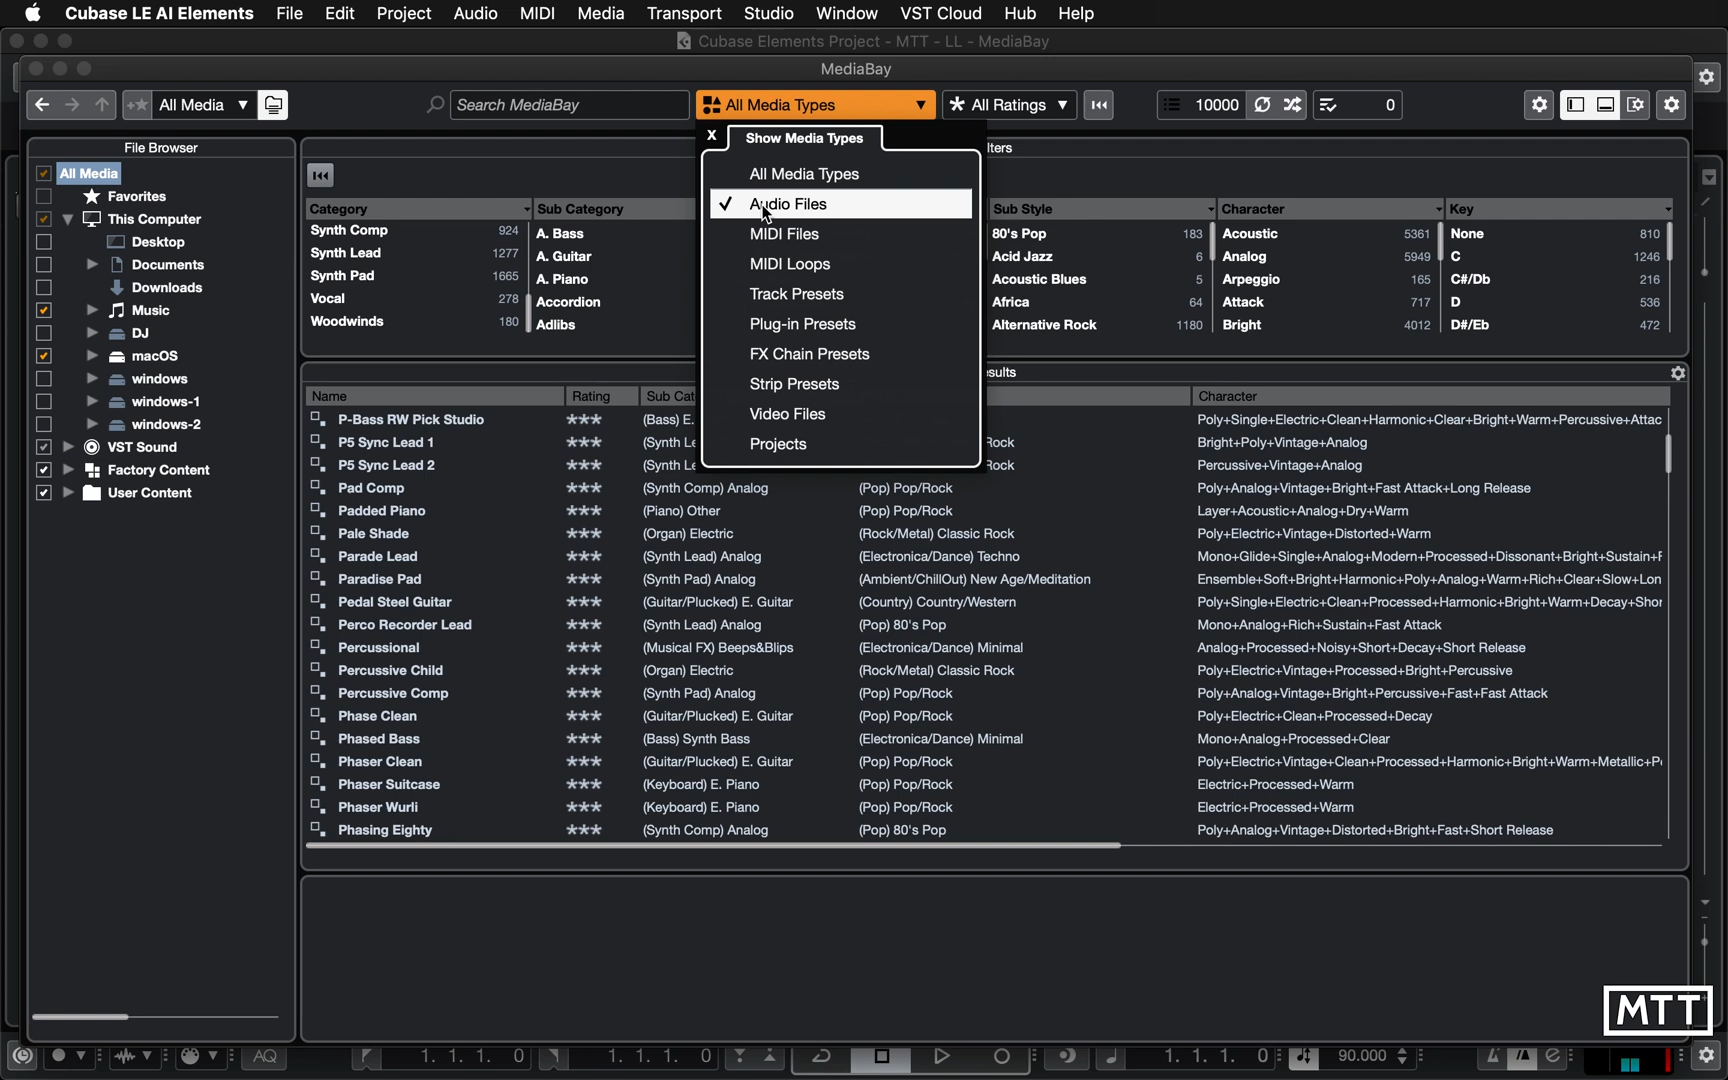 Cubase LE AI Elements File Edit Project Audio MIDI Media Transport Studio Window VST Cloud Hub Help
Cubase Elements Project - MTT - LL - MediaBay
MediaBay
All Media Search MediaBay All Media Types All Ratings 10000 0
File Browser
All Media
Favorites
This Computer
Desktop
Documents
Downloads
Music
DJ
macOS
windows
windows-1
windows-2
VST Sound
Factory Content
User Content
X Show Media Types
All Media Types
Audio Files
MIDI Files
MIDI Loops
Track Presets
Plug-in Presets
FX Chain Presets
Strip Presets
Video Files
Projects
lters
Category Sub Category Sub Style Character Key
Synth Comp 924 A. Bass 80's Pop 183 Acoustic 5361 None 810
Synth Lead 1277 A. Guitar Acid Jazz 6 Analog 5949 C 1246
Synth Pad 1665 A. Piano Acoustic Blues 5 Arpeggio 165 C#/Db 216
Vocal 278 Accordion Africa 64 Attack 717 D 536
Woodwinds 180 Adlibs Alternative Rock 1180 Bright 4012 D#/Eb 472
esults
Name Rating Sub Cat Character
P-Bass RW Pick Studio *** (Bass) E. Poly+Single+Electric+Clean+Harmonic+Clear+Bright+Warm+Percussive+Attac
P5 Sync Lead 1 *** (Synth Le Rock Bright+Poly+Vintage+Analog
P5 Sync Lead 2 *** (Synth Le Rock Percussive+Vintage+Analog
Pad Comp *** (Synth Comp) Analog (Pop) Pop/Rock Poly+Analog+Vintage+Bright+Fast Attack+Long Release
Padded Piano *** (Piano) Other (Pop) Pop/Rock Layer+Acoustic+Analog+Dry+Warm
Pale Shade *** (Organ) Electric (Rock/Metal) Classic Rock Poly+Electric+Vintage+Distorted+Warm
Parade Lead *** (Synth Lead) Analog (Electronica/Dance) Techno Mono+Glide+Single+Analog+Modern+Processed+Dissonant+Bright+Sustain+F
Paradise Pad *** (Synth Pad) Analog (Ambient/ChillOut) New Age/Meditation Ensemble+Soft+Bright+Harmonic+Poly+Analog+Warm+Rich+Clear+Slow+Lon
Pedal Steel Guitar *** (Guitar/Plucked) E. Guitar (Country) Country/Western Poly+Single+Electric+Clean+Processed+Harmonic+Bright+Warm+Decay+Shor
Perco Recorder Lead *** (Synth Lead) Analog (Pop) 80's Pop Mono+Analog+Rich+Sustain+Fast Attack
Percussional *** (Musical FX) Beeps&Blips (Electronica/Dance) Minimal Analog+Processed+Noisy+Short+Decay+Short Release
Percussive Child *** (Organ) Electric (Rock/Metal) Classic Rock Poly+Electric+Vintage+Processed+Bright+Percussive
Percussive Comp *** (Synth Pad) Analog (Pop) Pop/Rock Poly+Analog+Vintage+Bright+Percussive+Fast+Fast Attack
Phase Clean *** (Guitar/Plucked) E. Guitar (Pop) Pop/Rock Poly+Electric+Clean+Processed+Decay
Phased Bass *** (Bass) Synth Bass (Electronica/Dance) Minimal Mono+Analog+Processed+Clear
Phaser Clean *** (Guitar/Plucked) E. Guitar (Pop) Pop/Rock Poly+Electric+Vintage+Clean+Processed+Harmonic+Bright+Warm+Metallic+P
Phaser Suitcase *** (Keyboard) E. Piano (Pop) Pop/Rock Electric+Processed+Warm
Phaser Wurli *** (Keyboard) E. Piano (Pop) Pop/Rock Electric+Processed+Warm
Phasing Eighty *** (Synth Comp) Analog (Pop) 80's Pop Poly+Analog+Vintage+Distorted+Bright+Fast+Short Release
MTT
AQ 1. 1. 1. 0 1. 1. 1. 0 1. 1. 1. 0 90.000